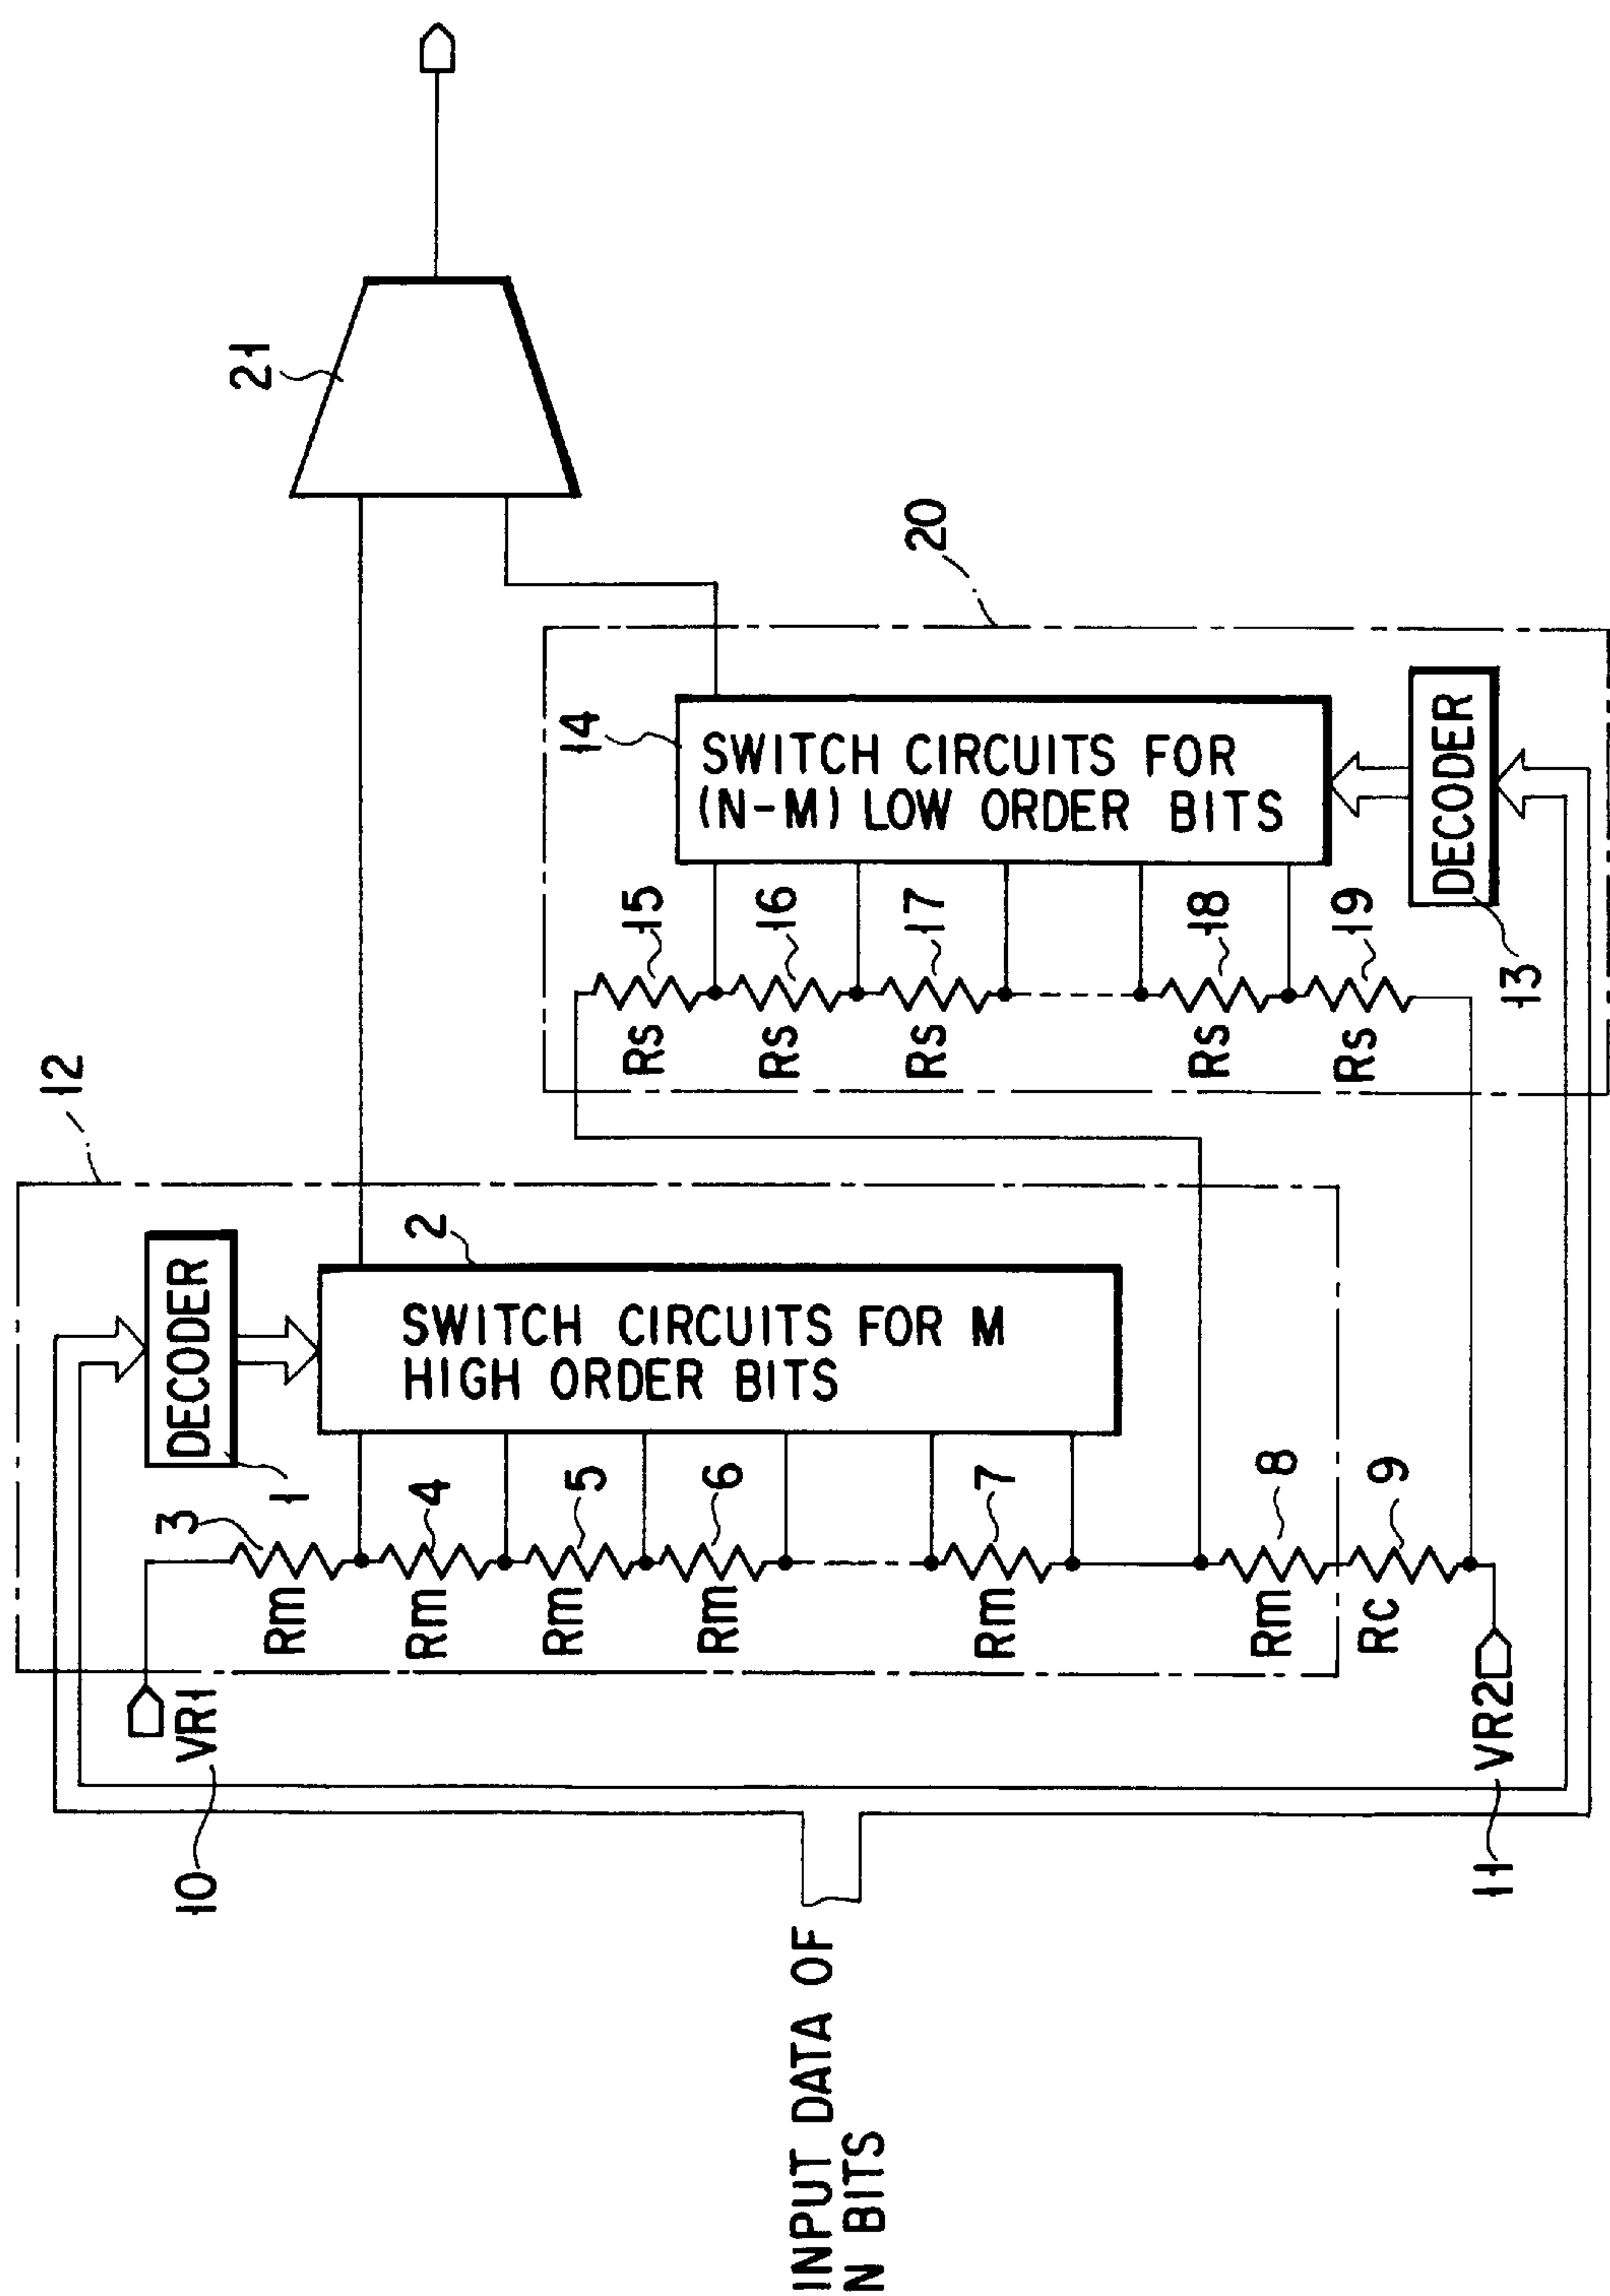 12
DECODER
1
2
SWITCH CIRCUITS FOR M
HIGH ORDER BITS
3
Rm
4
Rm
5
Rm
6
Rm
7
Rm
8
Rm
9
Rc
VR1
10
VR2
11
INPUT DATA OF
N BITS
20
14
SWITCH CIRCUITS FOR
(N-M) LOW ORDER BITS
15
Rs
16
Rs
17
Rs
18
Rs
19
Rs
DECODER
13
21